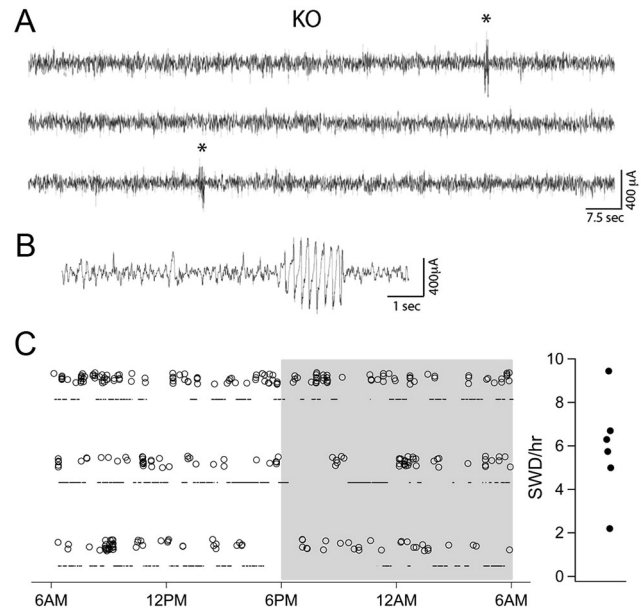 A
KO
*
*
400 μA
7.5 sec
B
400μA
1 sec
C
10
8
6
4
2
0
SWD/hr
6AM
12PM
6PM
12AM
6AM